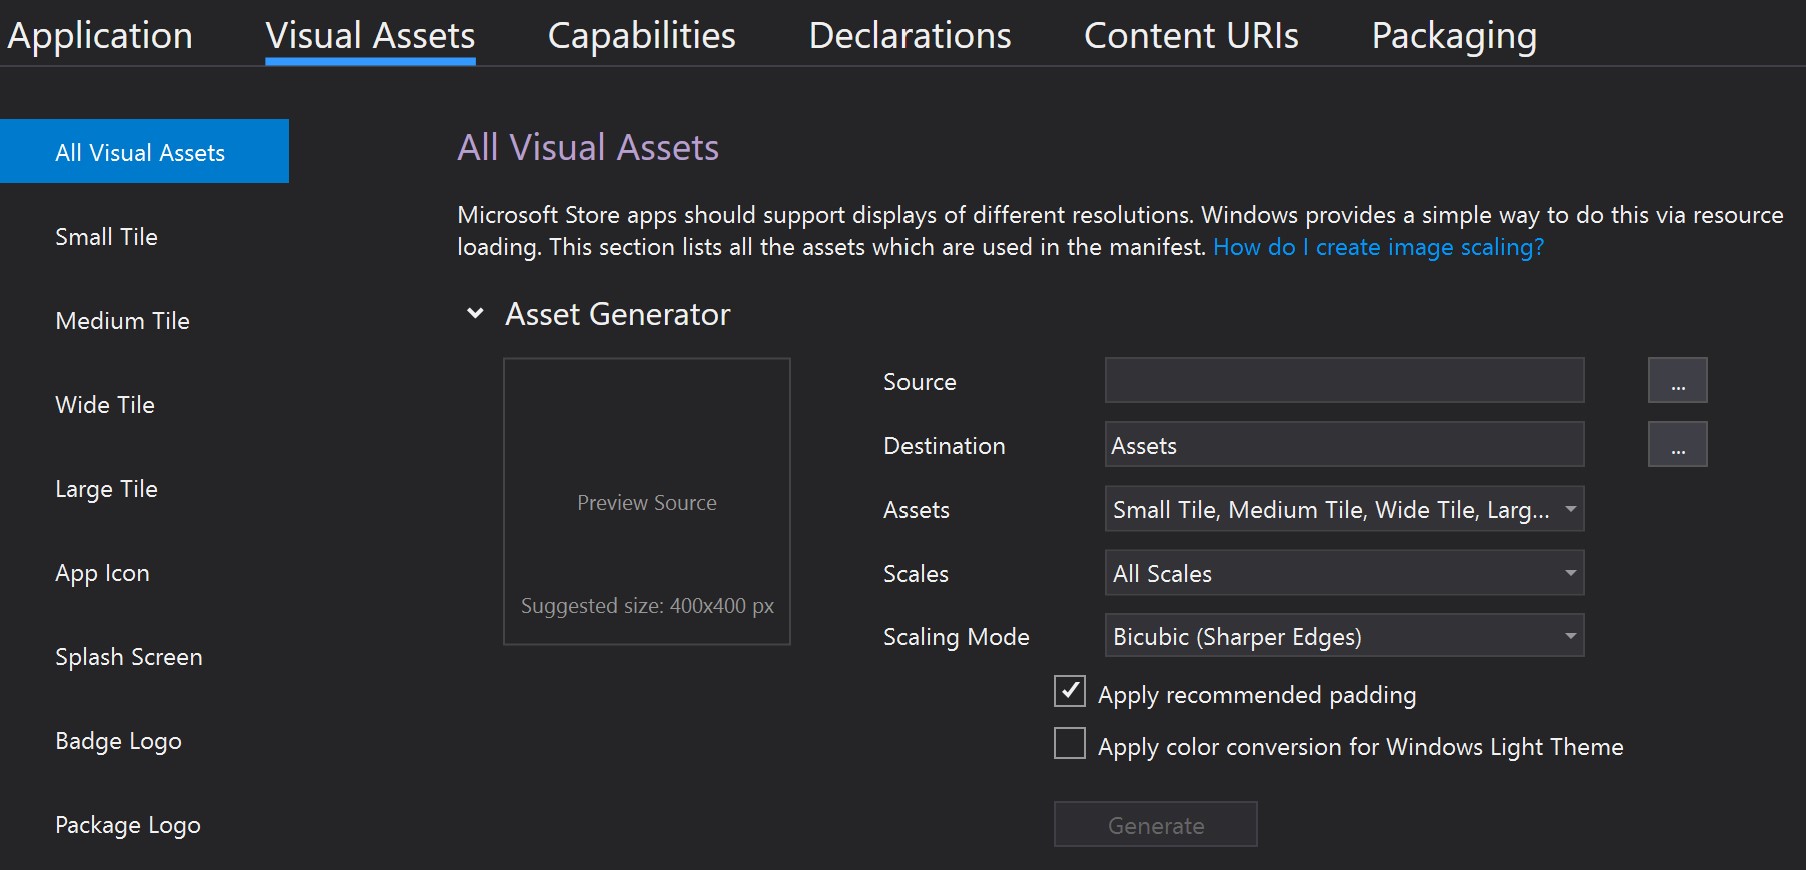 Application Visual Assets Capabilities Declarations Content URIs Packaging
All Visual Assets
Small Tile
Medium Tile
Wide Tile
Large Tile
App Icon
Splash Screen
Badge Logo
Package Logo
All Visual Assets
Microsoft Store apps should support displays of different resolutions. Windows provides a simple way to do this via resource
loading. This section lists all the assets which are used in the manifest. How do I create image scaling?
Asset Generator
Preview Source
Suggested size: 400x400 px
Source ...
Destination Assets ...
Assets Small Tile, Medium Tile, Wide Tile, Larg...
Scales All Scales
Scaling Mode Bicubic (Sharper Edges)
Apply recommended padding
Apply color conversion for Windows Light Theme
Generate